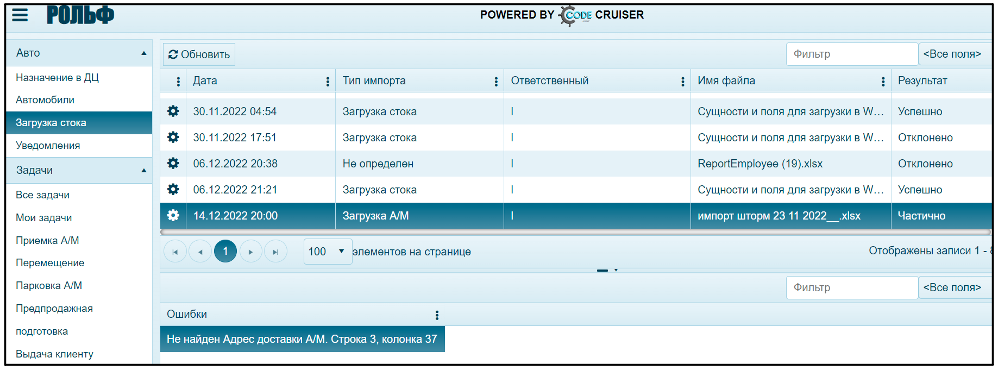 РОЛЬФ
POWERED BY CODE CRUISER
Авто
Назначение в ДЦ
Автомобили
Загрузка стока
Уведомления
Задачи
Все задачи
Мои задачи
Приемка А/М
Перемещение
Парковка А/М
Предпродажная
подготовка
Выдача клиенту
Обновить
Фильтр <Все поля>
Дата Тип импорта Ответственный Имя файла Результат
30.11.2022 04:54 Загрузка стока I Сущности и поля для загрузки в W... Успешно
30.11.2022 17:51 Загрузка стока I Сущности и поля для загрузки в W... Отклонено
06.12.2022 20:38 Не определен I ReportEmployee (19).xlsx Отклонено
06.12.2022 21:21 Загрузка стока I Сущности и поля для загрузки в W... Успешно
14.12.2022 20:00 Загрузка А/М I импорт шторм 23 11 2022__.xlsx Частично
1 100 элементов на странице Отображены записи 1 -
Фильтр <Все поля>
Ошибки
Не найден Адрес доставки А/М. Строка 3, колонка 37